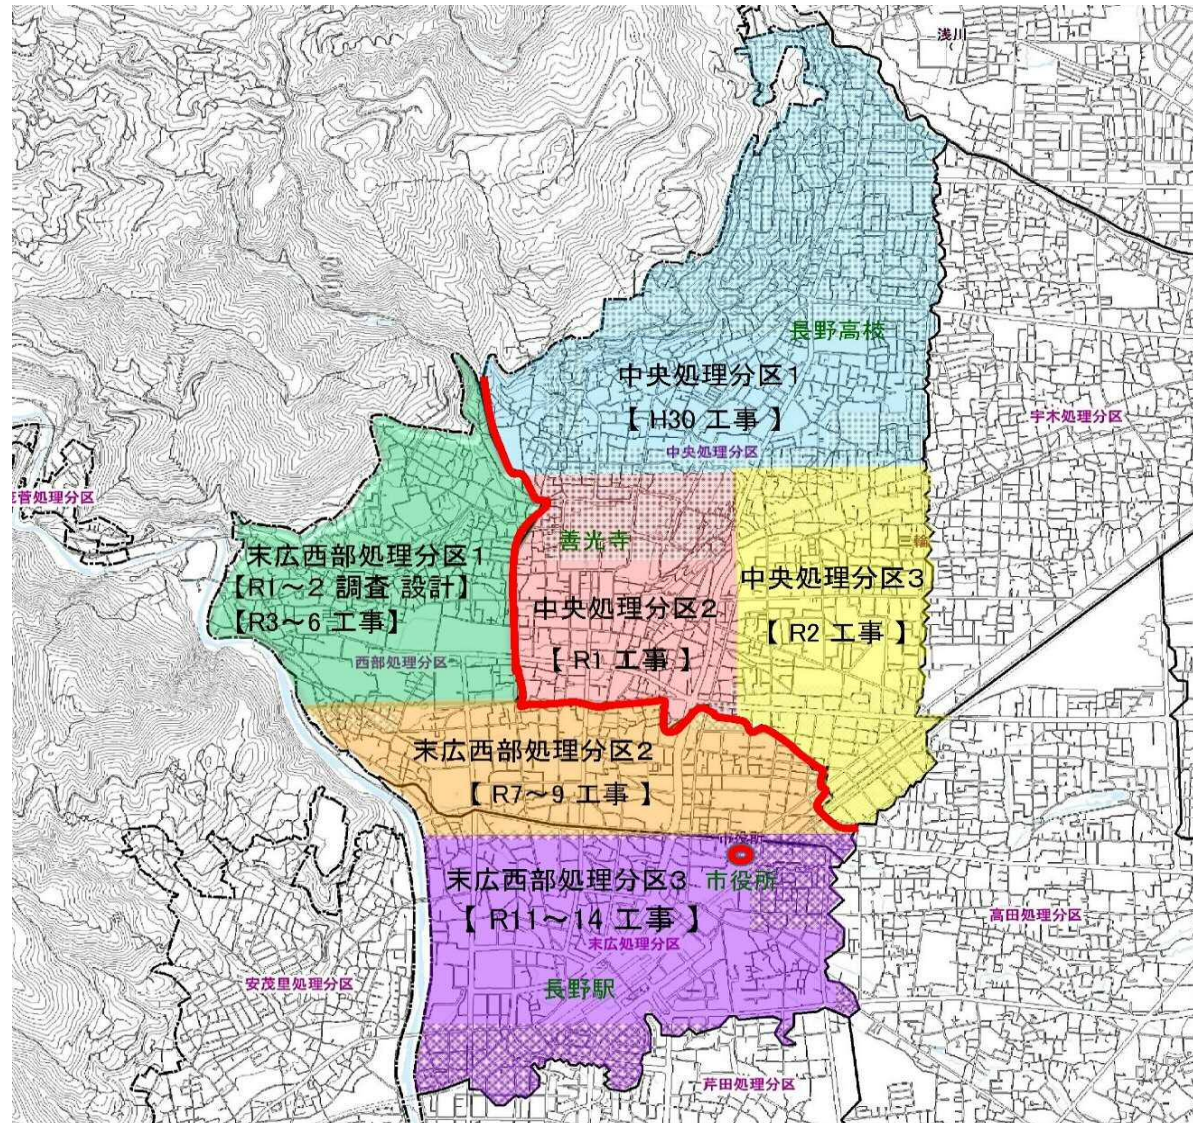 浅川
長野高校
中央処理分区1
【 H30 工事 】
中央処理分区
宇木処理分区
善光寺
三輪
末広西部処理分区1
【R1～2 調査 設計】
【R3～6 工事】
西部処理分区
中央処理分区2
【 R1 工事 】
中央処理分区3
【 R2 工事 】
末広西部処理分区2
【 R7～9 工事 】
市役所
末広西部処理分区3
【 R11～14 工事 】
末広処理分区
長野駅
高田処理分区
安茂里処理分区
芹田処理分区